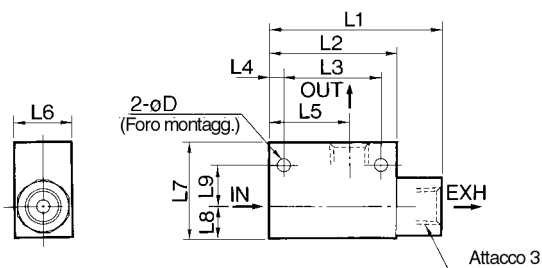 L1
L2
L4
L3
OUT
2-øD
(Foro montagg.)
L5
L6
L7
L9
L8
IN
EXH
Attacco 3